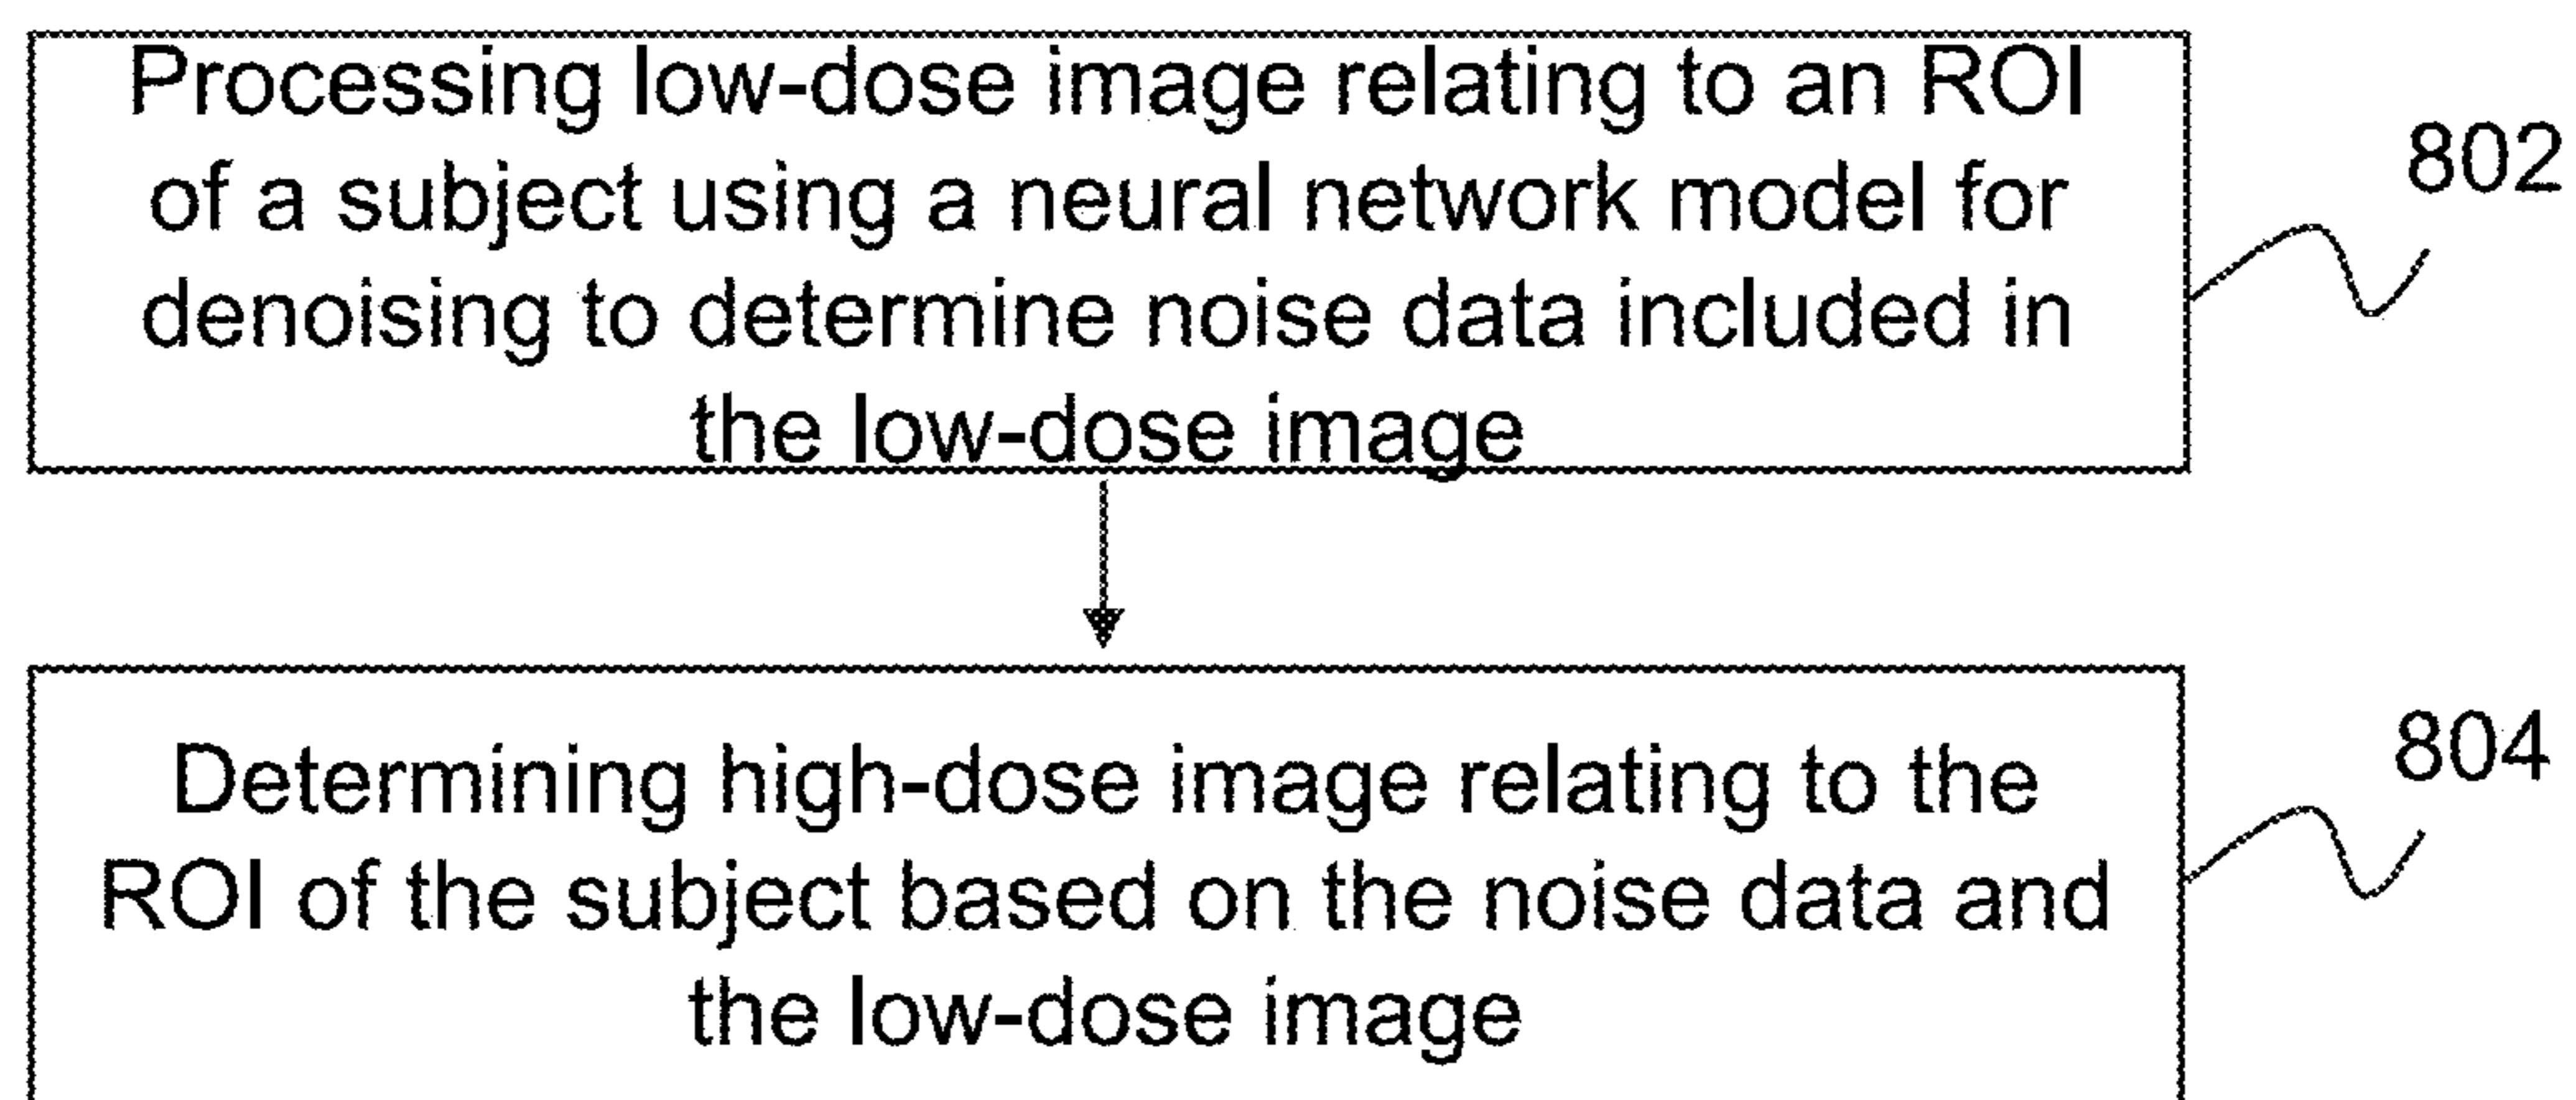 Processing low-dose image relating to an ROI
of a subject using a neural network model for
denoising to determine noise data included in
the low-dose image
802
Determining high-dose image relating to the
ROI of the subject based on the noise data and
the low-dose image
804